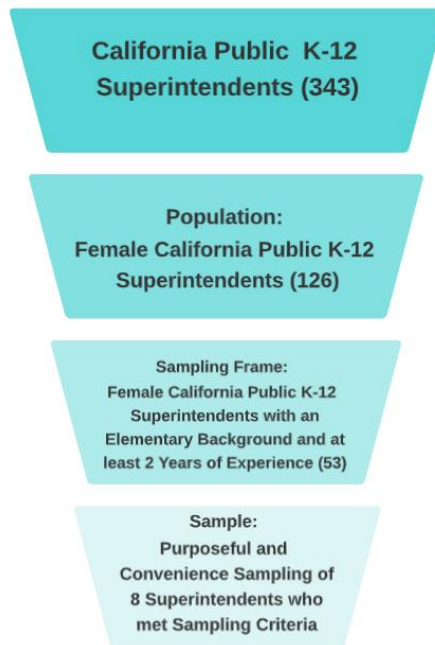 California Public K-12
Superintendents (343)
Population:
Female California Public K-12
Superintendents (126)
Sampling Frame:
Female California Public K-12
Superintendents with an
Elementary Background and at
least 2 Years of Experience (53)
Sample:
Purposeful and
Convenience Sampling of
8 Superintendents who
met Sampling Criteria